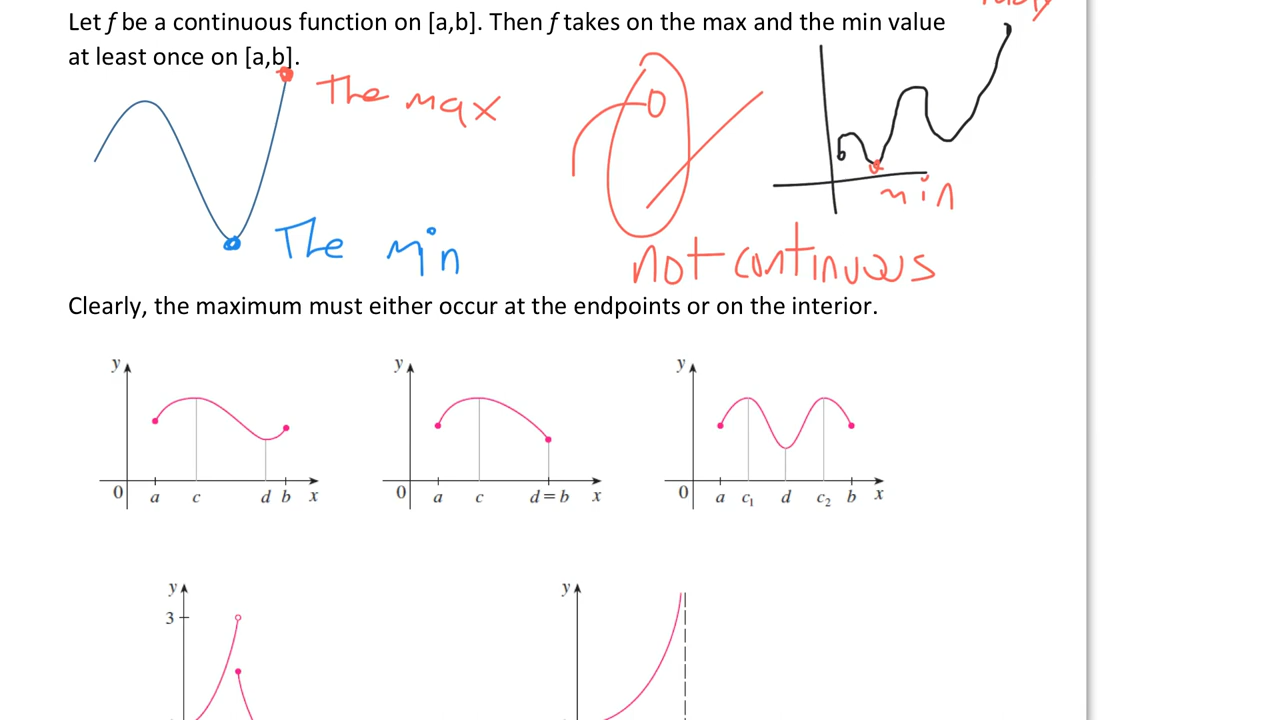 Let f be a continuous function on [a,b]. Then f takes on the max and the min value
at least once on [a,b].
The max
The min
min
not continuous
Clearly, the maximum must either occur at the endpoints or on the interior.
y y y
0 a c d b x 0 a c d = b x 0 a c₁ d c₂ b x
y y
3